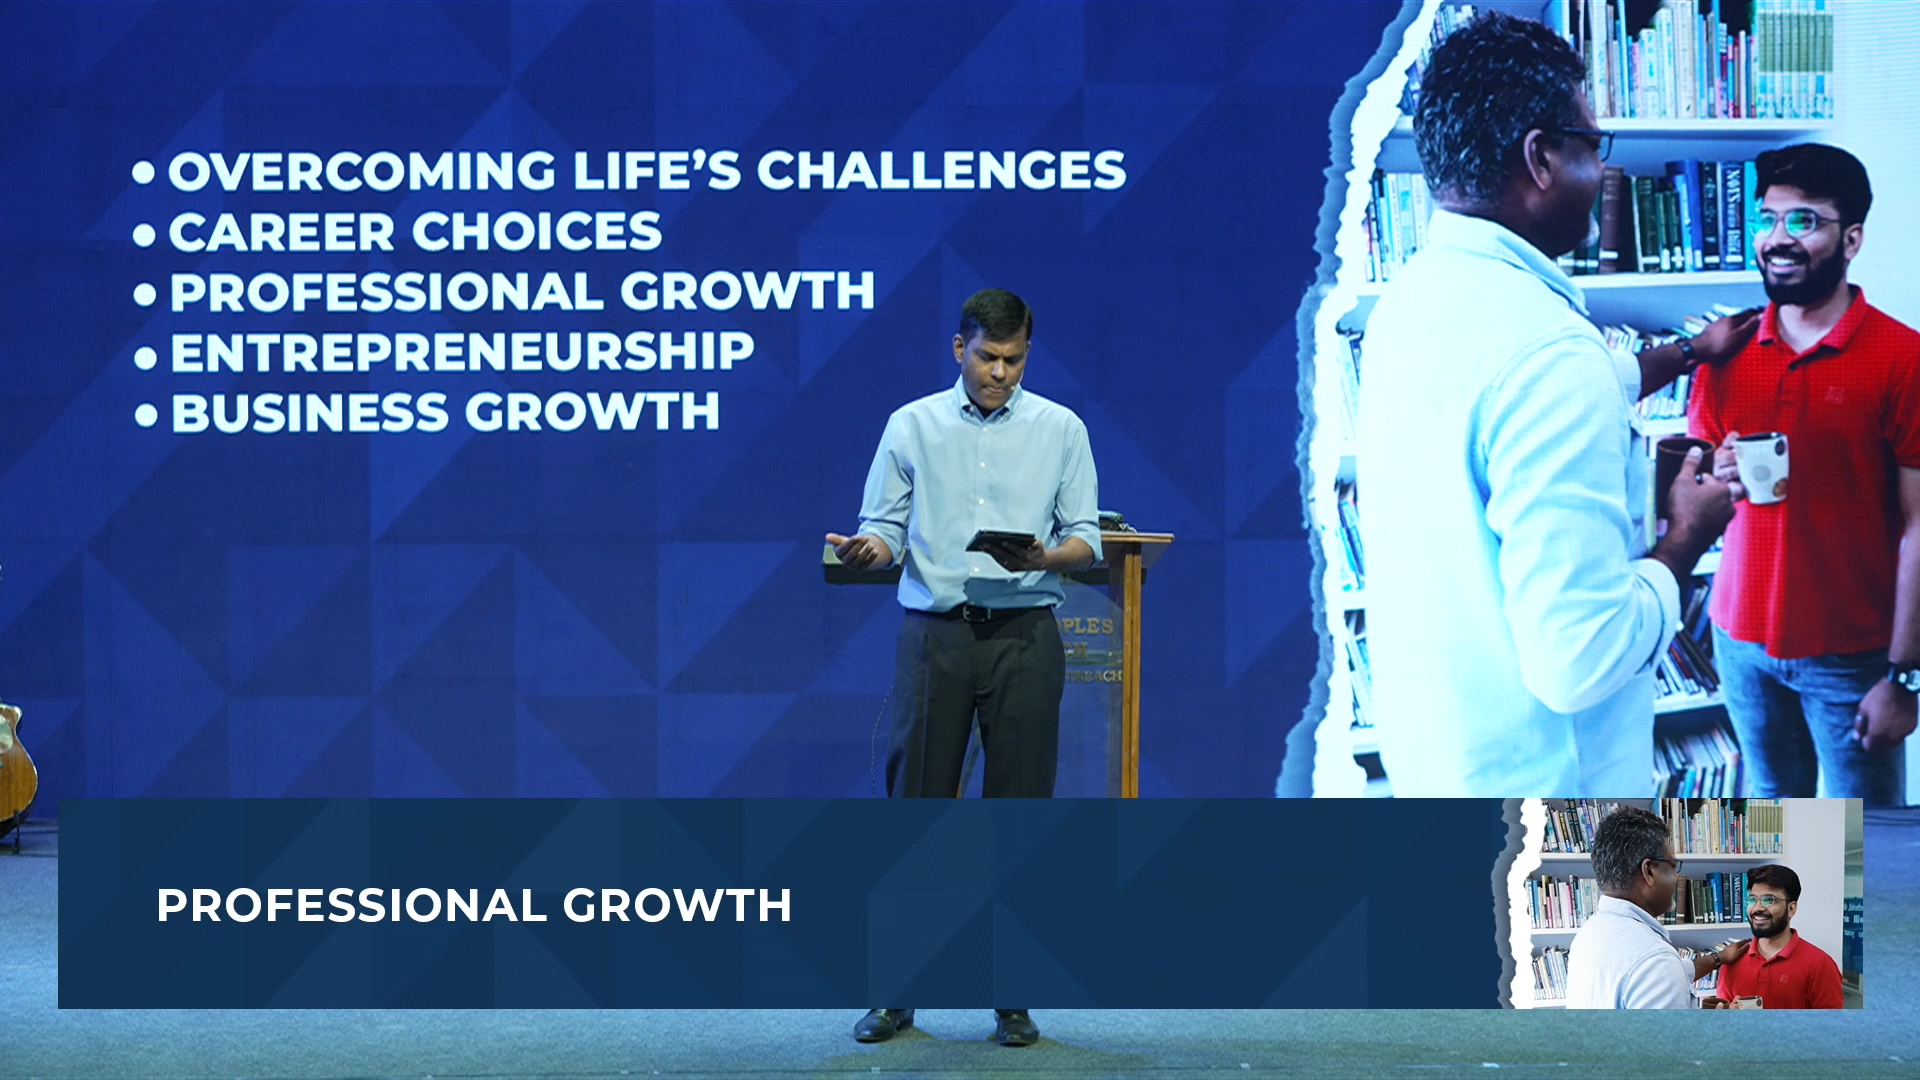 • OVERCOMING LIFE'S CHALLENGES
• CAREER CHOICES
• PROFESSIONAL GROWTH
• ENTREPRENEURSHIP
• BUSINESS GROWTH
PROFESSIONAL GROWTH